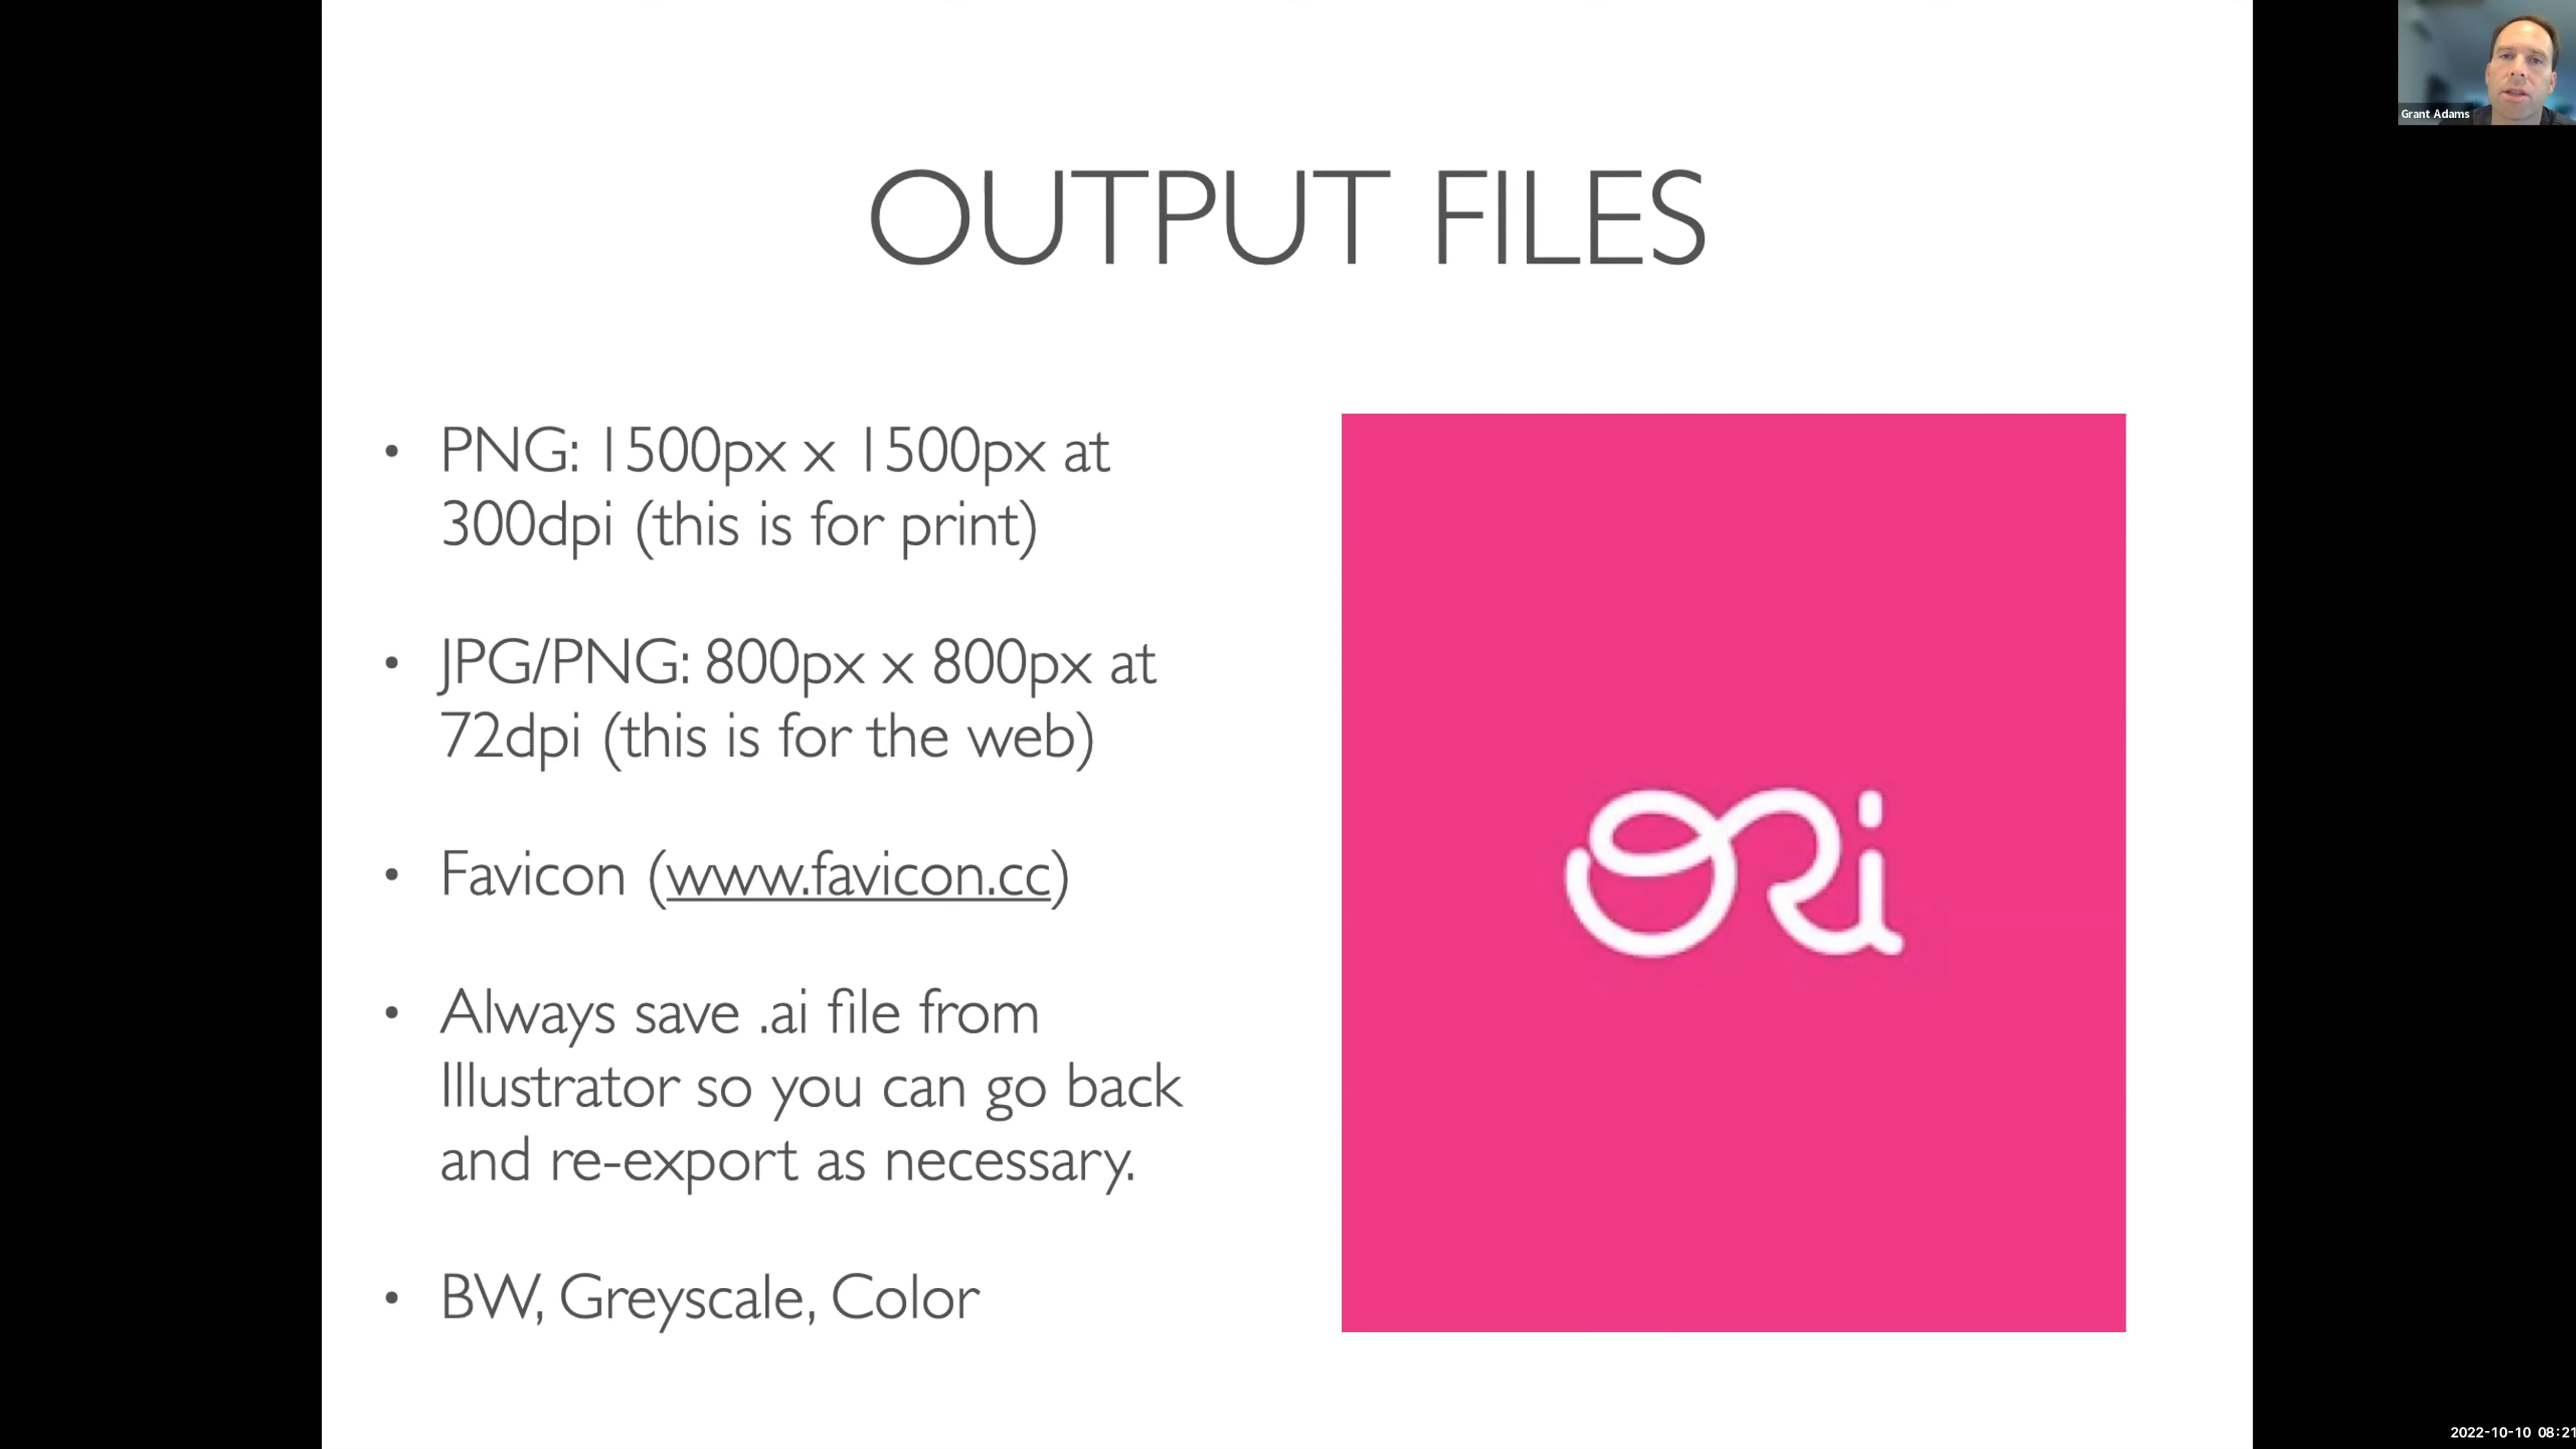 Grant Adams
OUTPUT FILES
• PNG: 1500px x 1500px at
300dpi (this is for print)
• JPG/PNG: 800px x 800px at
72dpi (this is for the web)
• Favicon (www.favicon.cc)
• Always save .ai file from
Illustrator so you can go back
and re-export as necessary.
• BW, Greyscale, Color
ORi
2022-10-10 08:21